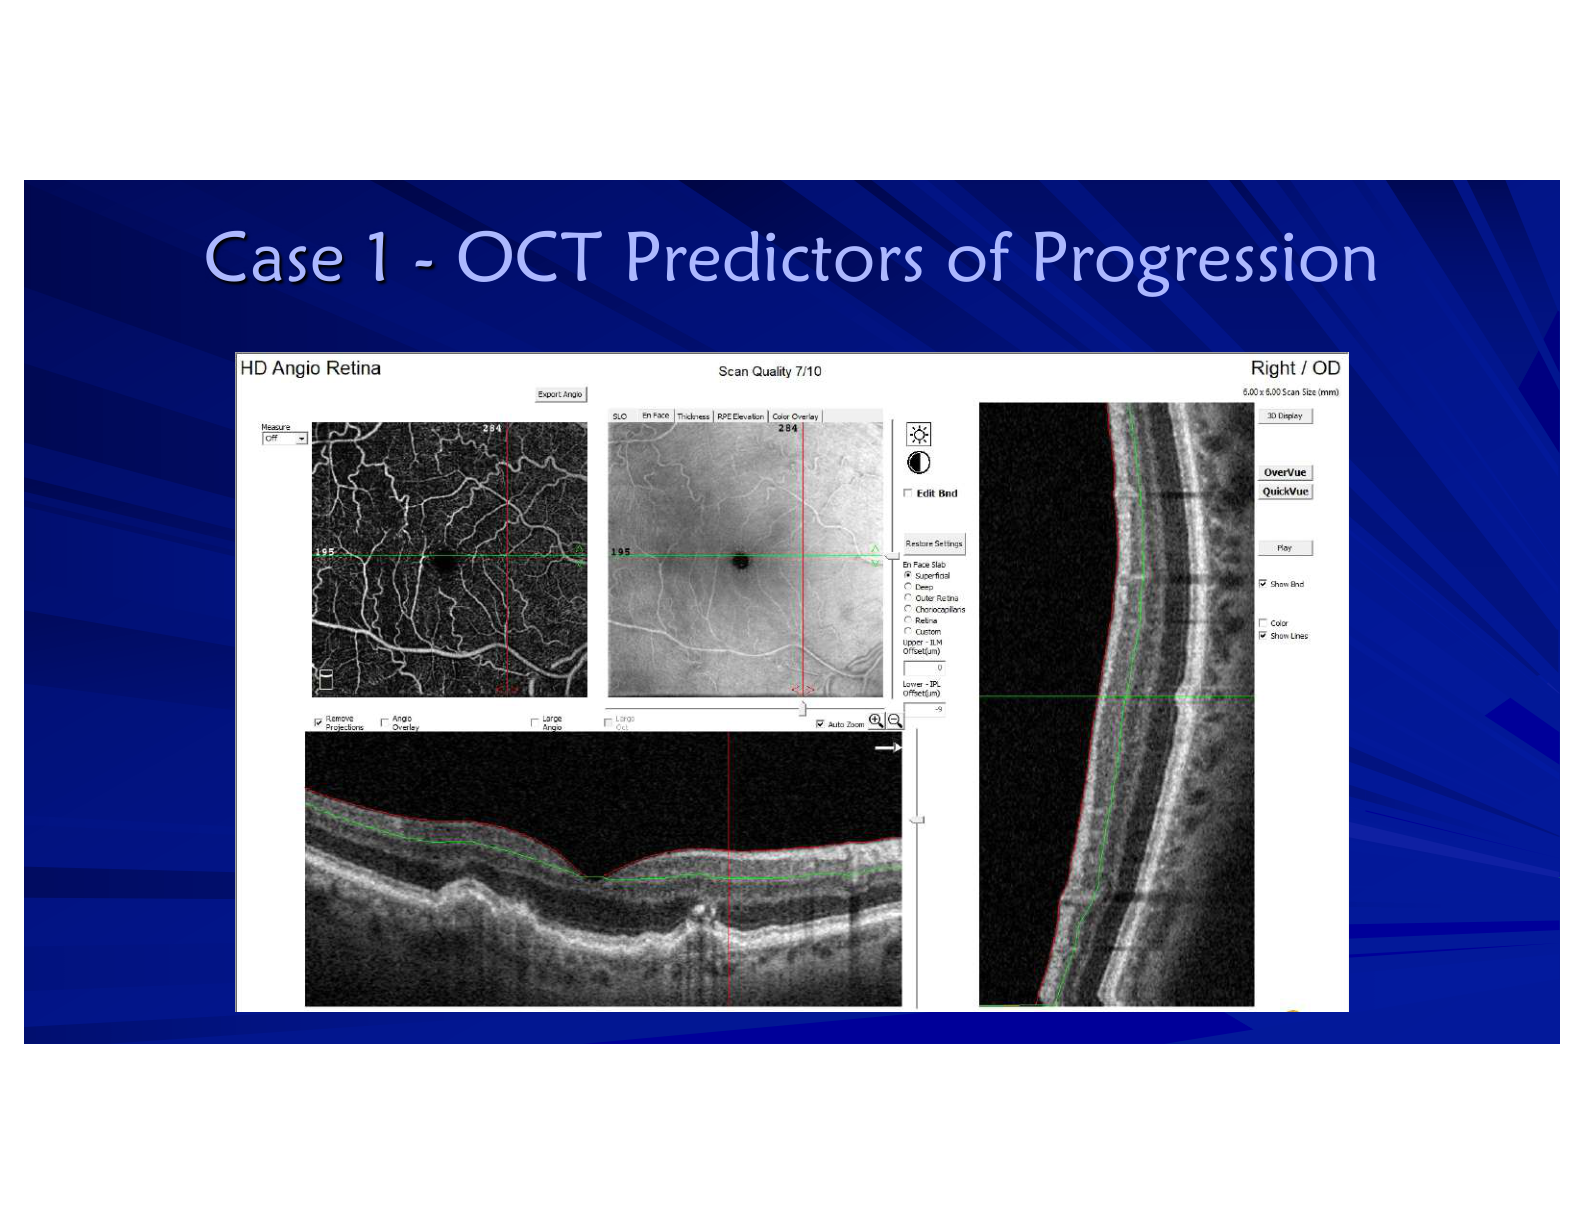 Case 1 - OCT Predictors of Progression
HD Angio Retina
Scan Quality 7/10
Right / OD
6.00 x 6.00 Scan Size (mm)
Export Angio
Measure
Off
284
195
SLO
En Face
Thickness
RPE Elevation
Color Overlay
284
195
Edit Bnd
Restore Settings
En Face Slab
Superficial
Deep
Outer Retina
Choriocapillaris
Retina
Custom
Upper - ILM
Offset(µm)
0
Lower - IPL
Offset(µm)
-9
3D Display
OverVue
QuickVue
Play
Show Bnd
Color
Show Lines
Remove
Projections
Angio
Overlay
Large
Angio
Large
Oct
Auto Zoom